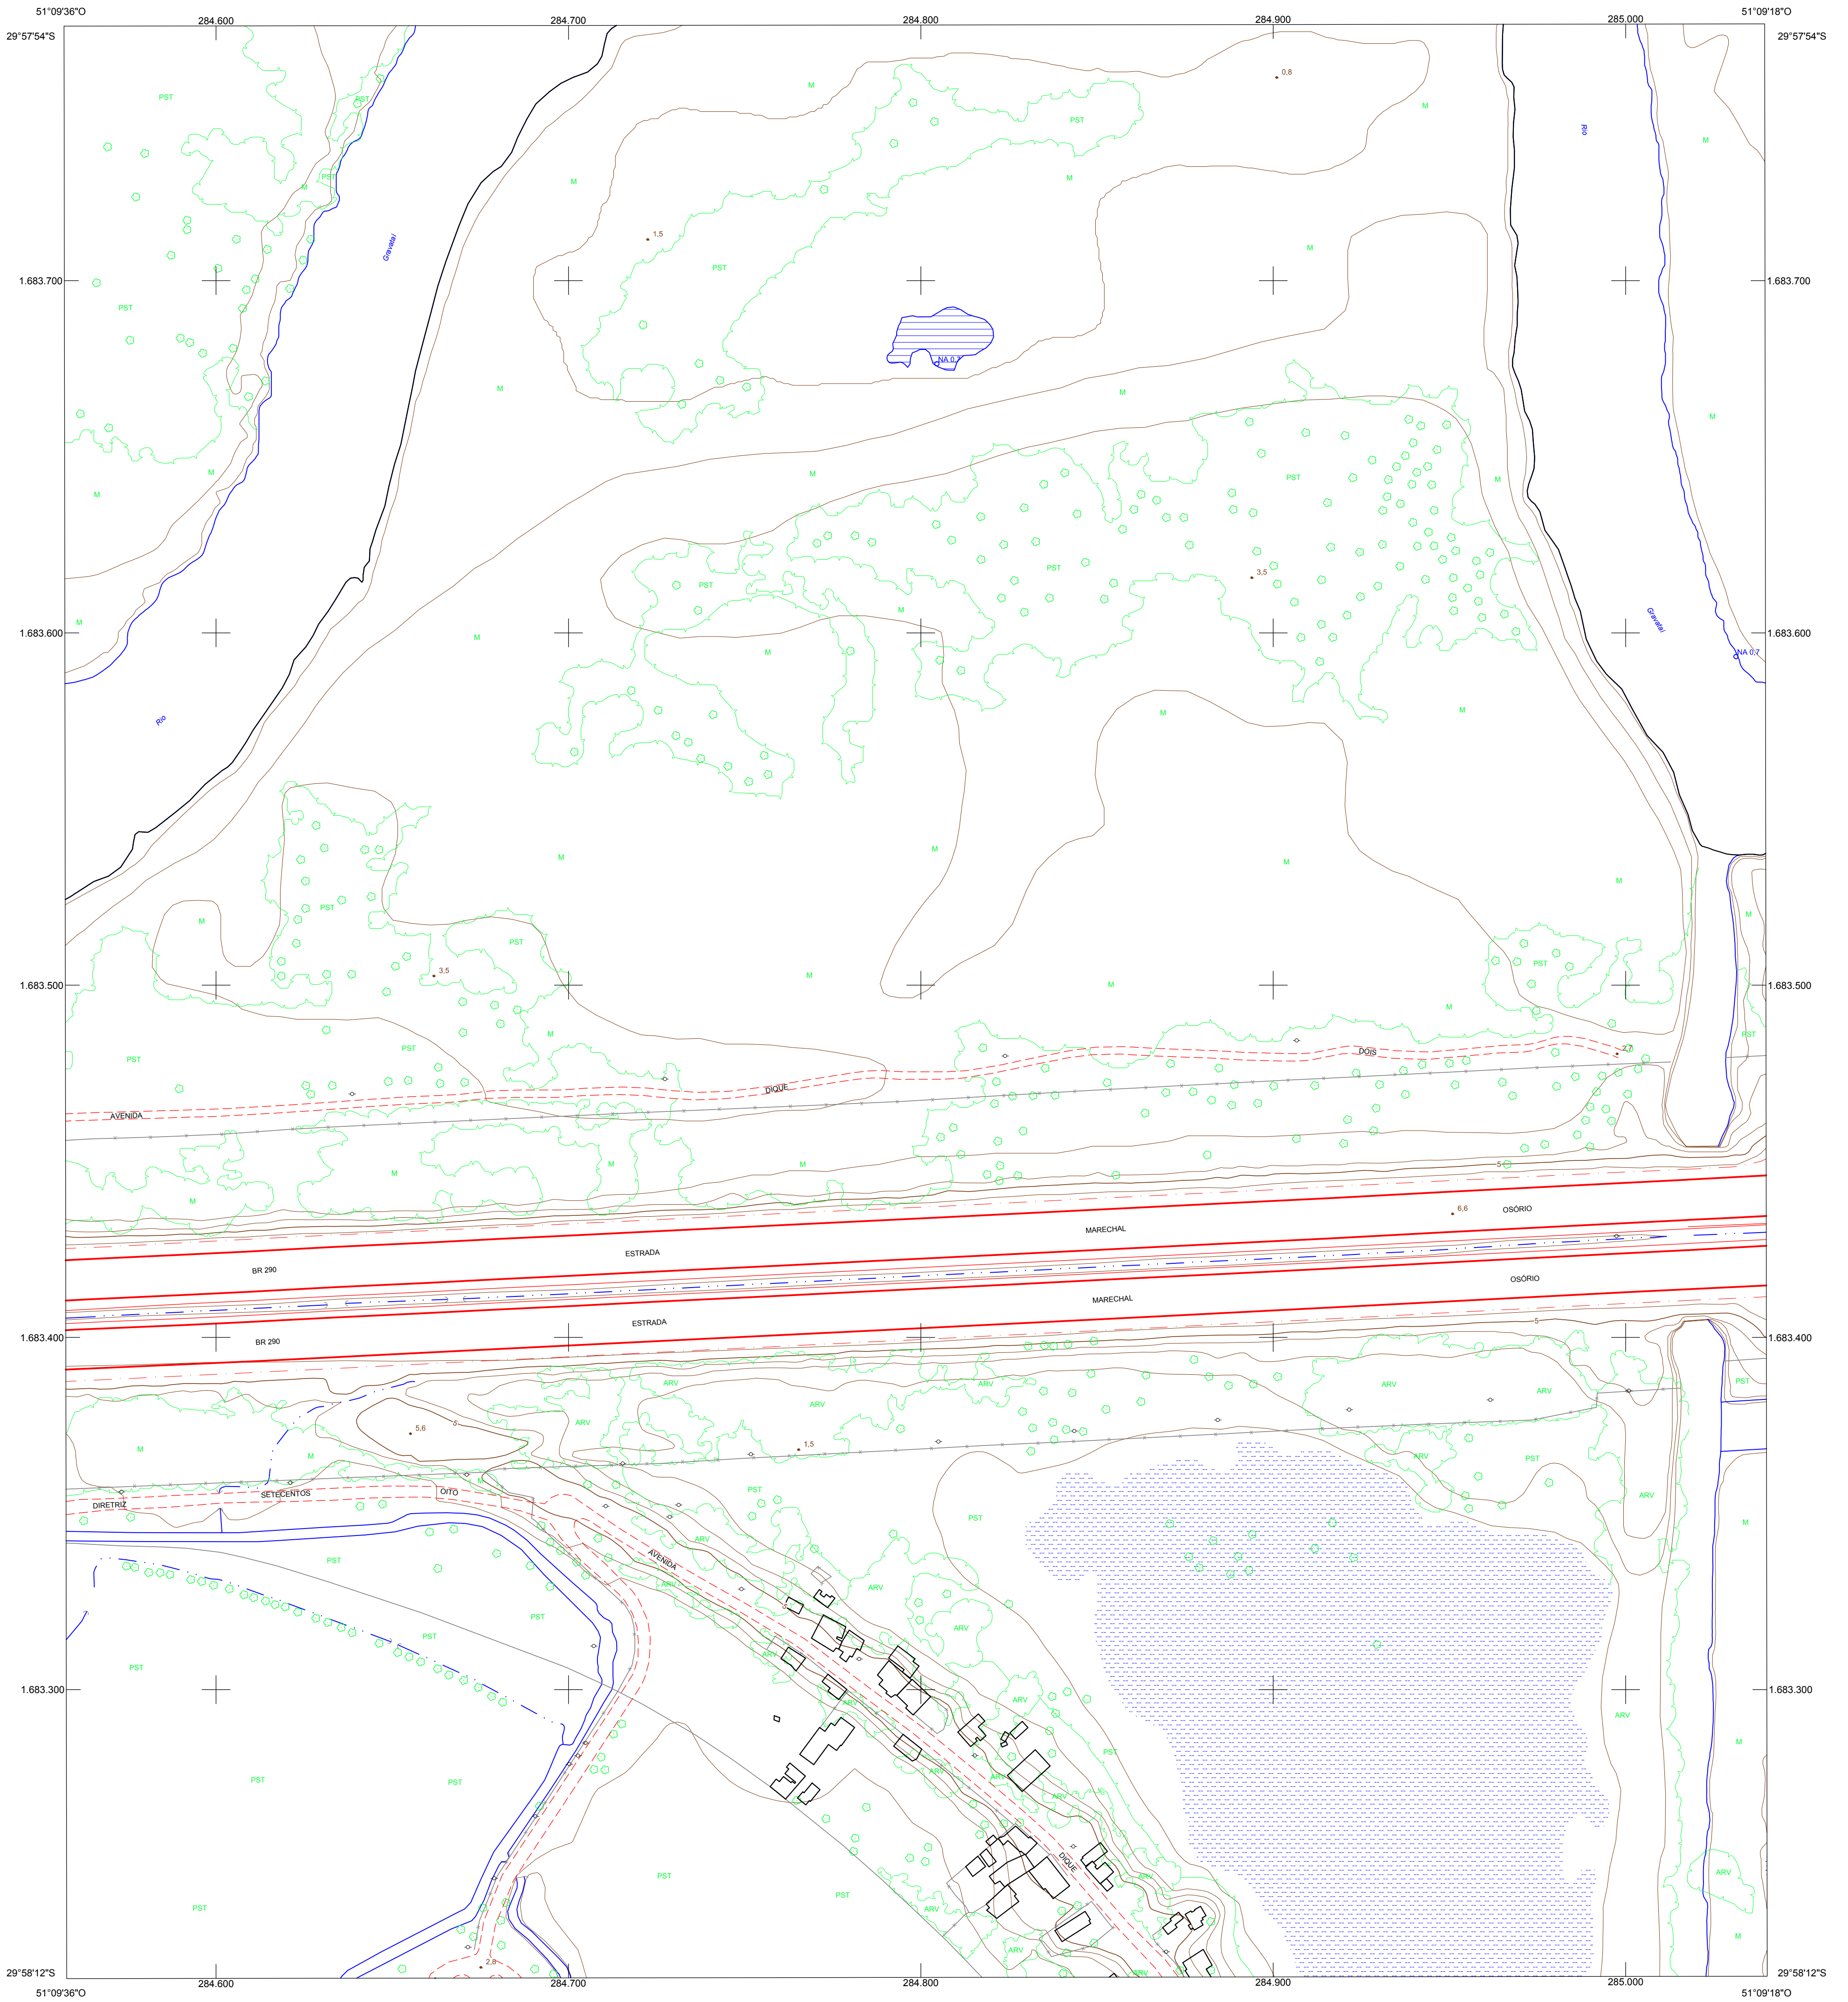 51°09'36"O
284.600
284.700
284.800
284.900
285.000
51°09'18"O
29°57'54"S
29°57'54"S
PST
PST
M
0,8
M
PST
Rio
M
PST
M
M
M
1,5
Gravataí
M
PST
1.683.700
1.683.700
PST
NA 0,7
M
M
M
M
M
PST
M
M
3,5
PST
PST
M
M
1.683.600
1.683.600
M
M
Gravataí
NA 0,7
Rio
M
M
M
M
M
M
PST
M
M
PST
PST
3,5
M
M
1.683.500
1.683.500
M
M
PST
PST
PST
2,7
DOIS
DIQUE
AVENIDA
M
M
M
M
5
6,6
OSÓRIO
MARECHAL
ESTRADA
BR 290
OSÓRIO
MARECHAL
ESTRADA
BR 290
5
1.683.400
1.683.400
ARV
ARV
ARV
ARV
PST
ARV
ARV
5
5,6
1,5
M
M
ARV
PST
M
OITO
SETECENTOS
DIRETRIZ
PST
ARV
PST
M
ARV
PST
AVENIDA
ARV
ARV
PST
5
ARV
PST
PST
ARV
1.683.300
1.683.300
ARV
ARV
ARV
M
PST
PST
PST
ARV
ARV
ARV
DIQUE
PST
ARV
ARV
PST
PST
ARV
M
ARV
2,8
ARV
29°58'12"S
29°58'12"S
284.600
284.700
284.800
284.900
285.000
51°09'36"O
51°09'18"O